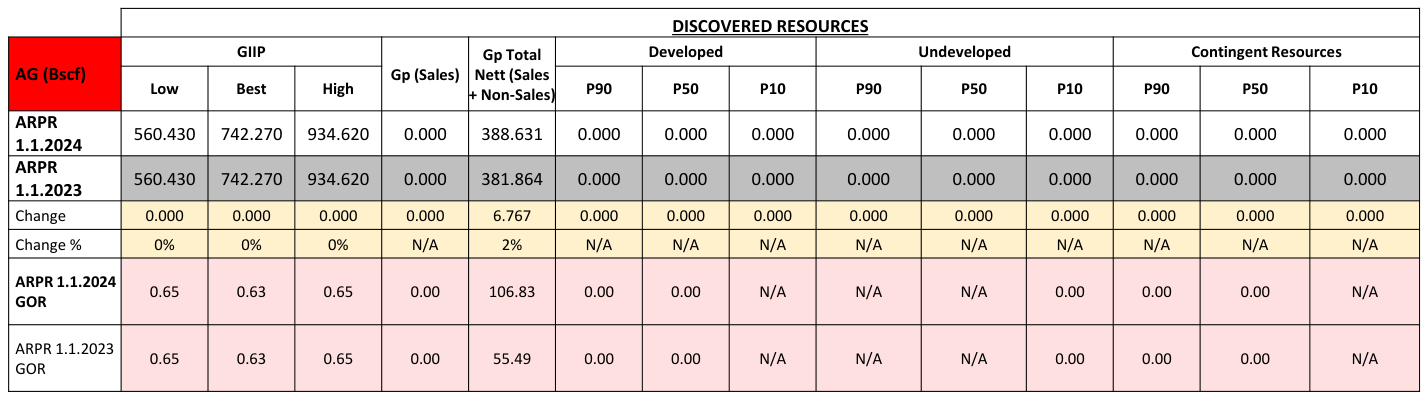 DISCOVERED RESOURCES
AG (Bscf) GIIP Gp (Sales) Gp Total Nett (Sales + Non-Sales) Developed Undeveloped Contingent Resources
Low Best High P90 P50 P10 P90 P50 P10 P90 P50 P10
ARPR 1.1.2024 560.430 742.270 934.620 0.000 388.631 0.000 0.000 0.000 0.000 0.000 0.000 0.000 0.000 0.000
ARPR 1.1.2023 560.430 742.270 934.620 0.000 381.864 0.000 0.000 0.000 0.000 0.000 0.000 0.000 0.000 0.000
Change 0.000 0.000 0.000 0.000 6.767 0.000 0.000 0.000 0.000 0.000 0.000 0.000 0.000 0.000
Change % 0% 0% 0% N/A 2% N/A N/A N/A N/A N/A N/A N/A N/A N/A
ARPR 1.1.2024 GOR 0.65 0.63 0.65 0.00 106.83 0.00 0.00 N/A N/A N/A 0.00 0.00 0.00 N/A
ARPR 1.1.2023 GOR 0.65 0.63 0.65 0.00 55.49 0.00 0.00 N/A N/A N/A 0.00 0.00 0.00 N/A